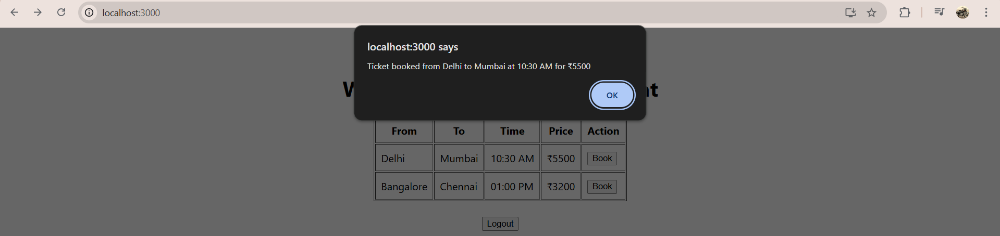 localhost:3000
localhost:3000 says
Ticket booked from Delhi to Mumbai at 10:30 AM for ₹5500
OK
From To Time Price Action
Delhi Mumbai 10:30 AM ₹5500 Book
Bangalore Chennai 01:00 PM ₹3200 Book
Logout